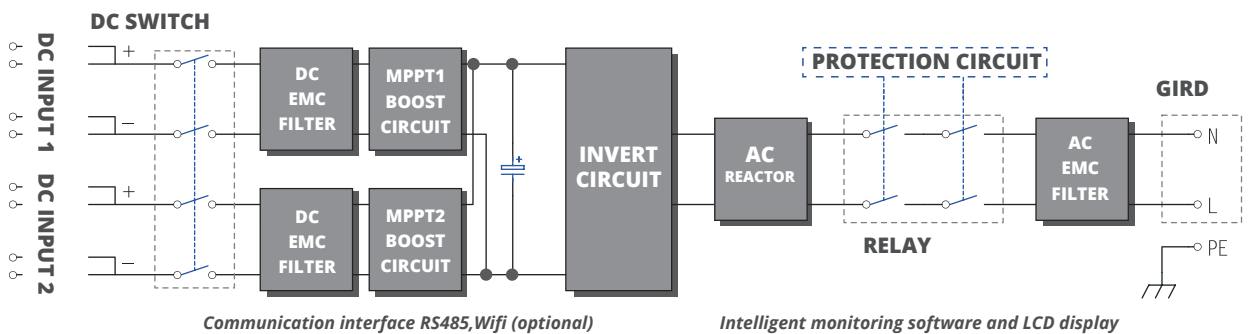 DC SWITCH
DC INPUT 1
DC INPUT 2
+
−
+
−
DC
EMC
FILTER
MPPT1
BOOST
CIRCUIT
DC
EMC
FILTER
MPPT2
BOOST
CIRCUIT
+
INVERT
CIRCUIT
AC
REACTOR
PROTECTION CIRCUIT
RELAY
AC
EMC
FILTER
GIRD
N
L
PE
Communication interface RS485,Wifi (optional)
Intelligent monitoring software and LCD display